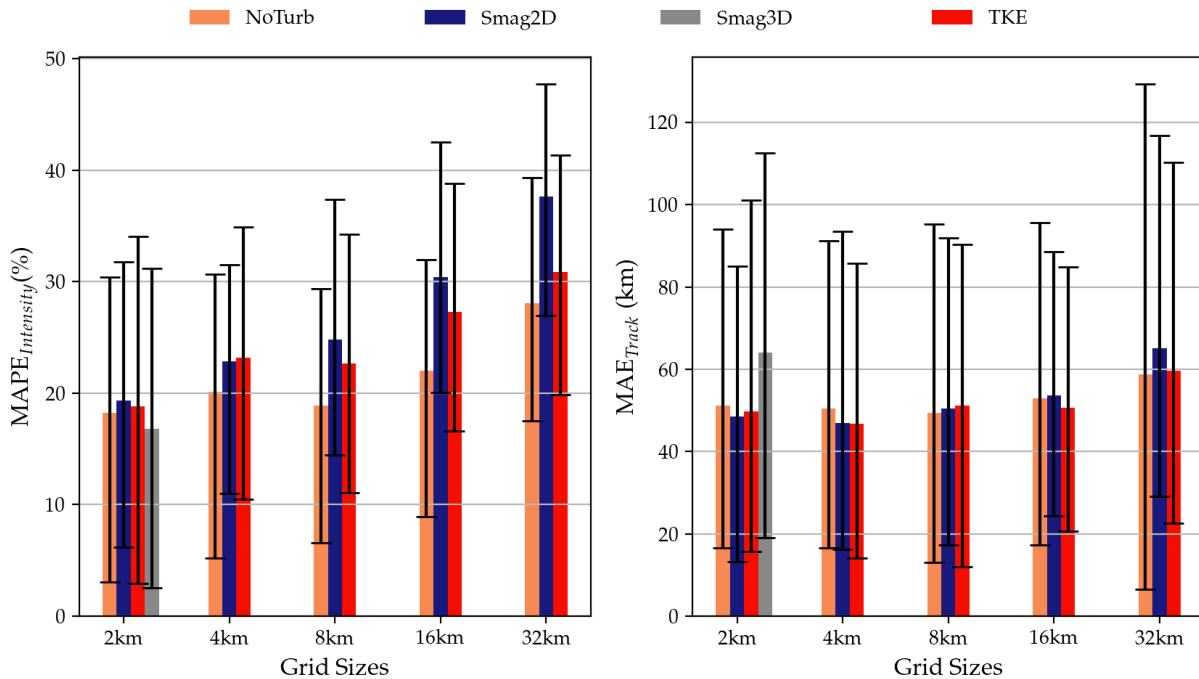 NoTurb Smag2D Smag3D TKE
MAPE_Intensity(%)
50
40
30
20
10
0
2km 4km 8km 16km 32km
Grid Sizes
MAE_Track (km)
120
100
80
60
40
20
0
2km 4km 8km 16km 32km
Grid Sizes